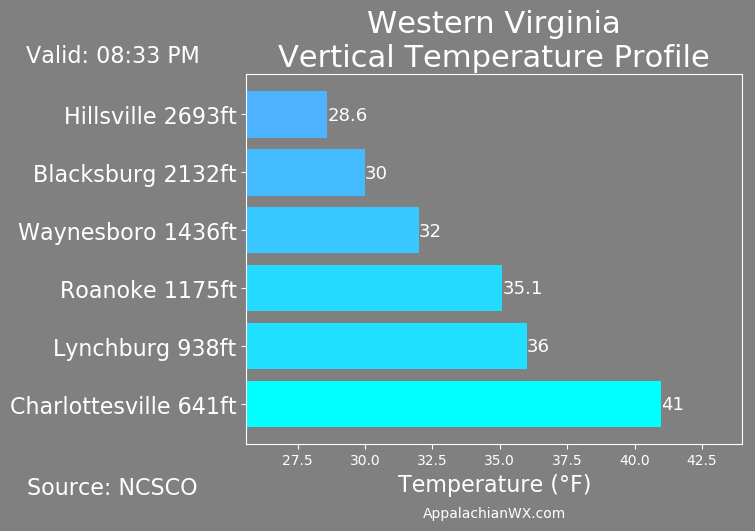 Western Virginia
Vertical Temperature Profile
Valid: 08:33 PM
Hillsville 2693ft
28.6
Blacksburg 2132ft
30
Waynesboro 1436ft
32
Roanoke 1175ft
35.1
Lynchburg 938ft
36
Charlottesville 641ft
41
27.5 30.0 32.5 35.0 37.5 40.0 42.5
Temperature (°F)
Source: NCSCO
AppalachianWX.com